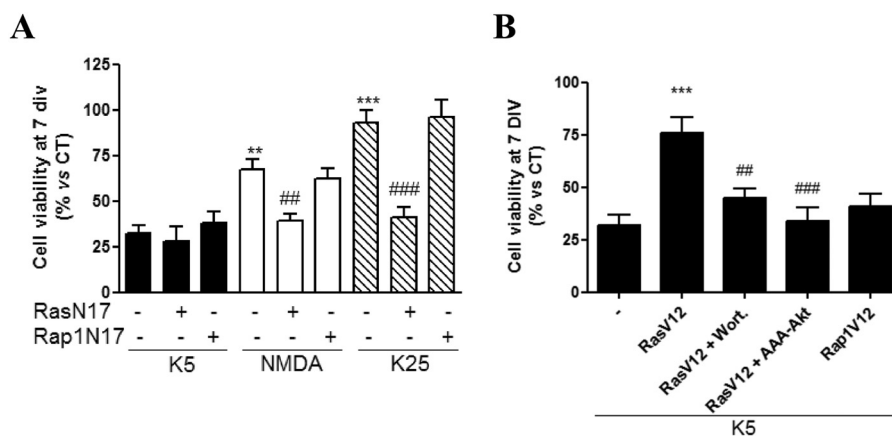 A
Cell viability at 7 div
(% vs CT)
125
100
75
50
25
0
** ## *** ###
RasN17 - + - - + - - + -
Rap1N17 - - + - - + - - +
K5 NMDA K25
B
Cell viability at 7 DIV
(% vs CT)
100
75
50
25
0
*** ## ###
- RasV12 RasV12 + Wort. RasV12 + AAA-Akt Rap1V12
K5